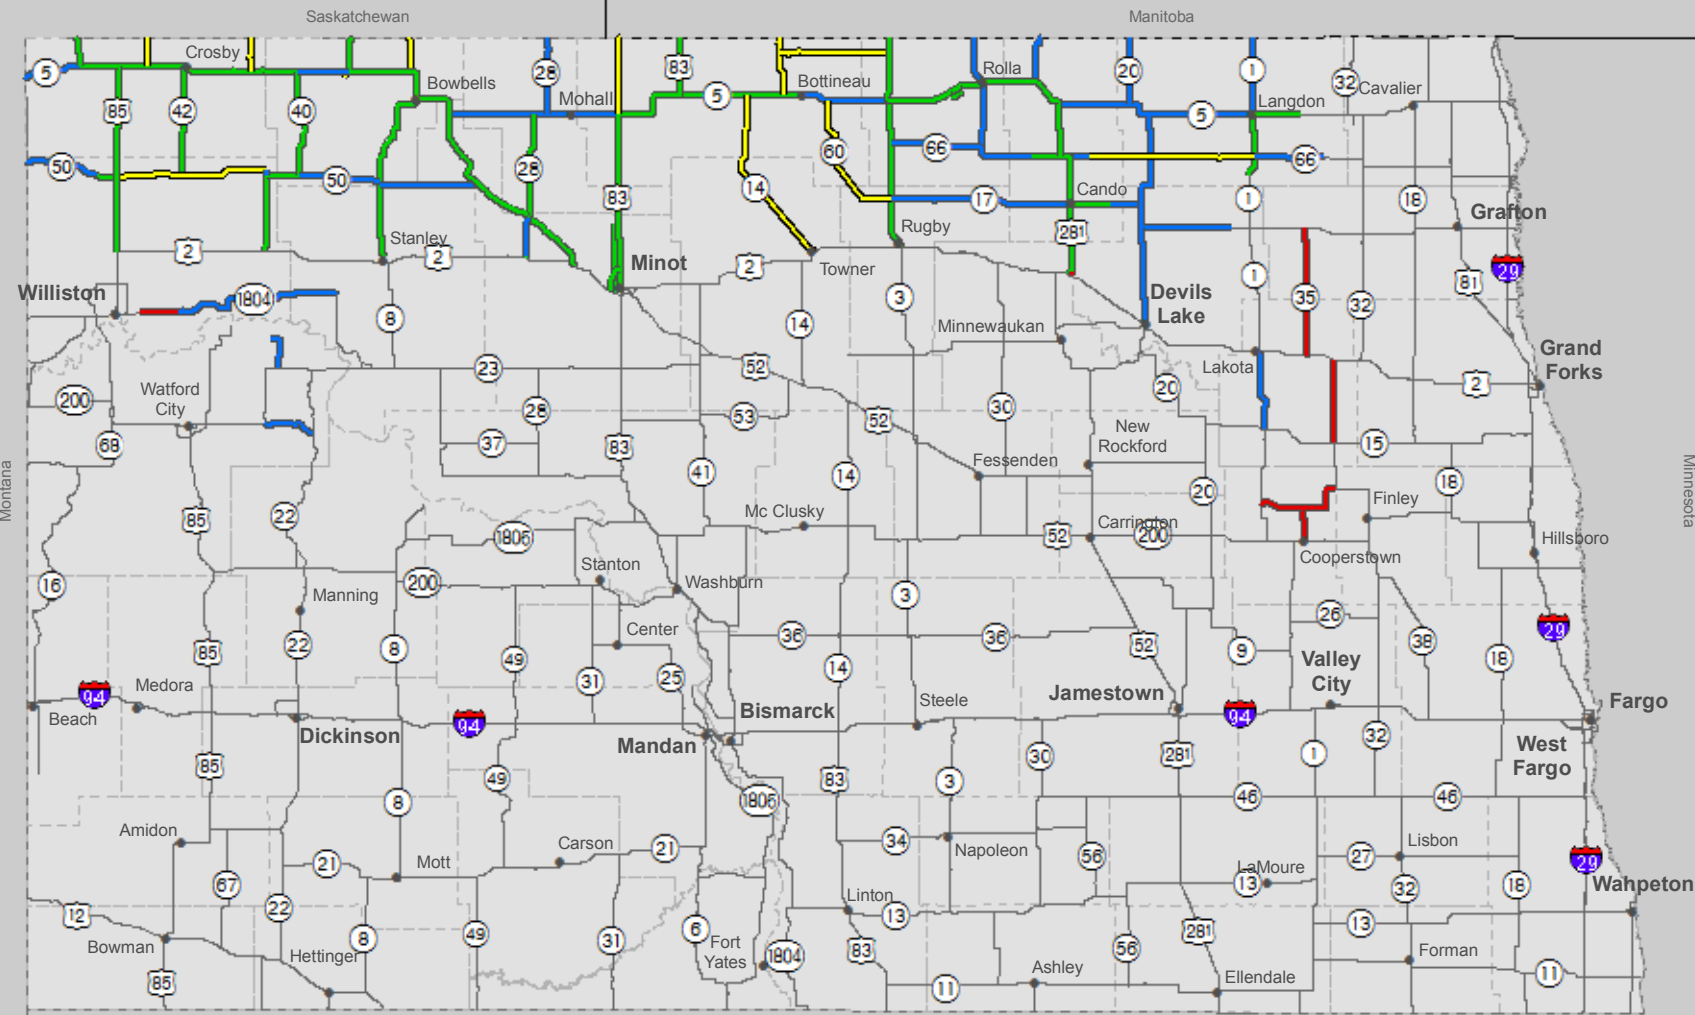 Saskatchewan
Manitoba
Crosby
5
85
42
40
Bowbells
28
Mohall
83
5
Bottineau
Rolla
20
1
32
Cavalier
Langdon
5
50
50
28
83
60
66
66
14
17
Cando
1
18
Grafton
2
Stanley
2
Minot
2
Towner
Rugby
281
1
29
81
Williston
1804
8
14
3
Devils
Lake
Minnewaukan
35
32
Lakota
Grand
Forks
2
23
52
200
Watford
City
28
30
20
53
52
68
37
83
New
Rockford
15
41
14
Fessenden
18
Montana
Minnesota
20
Finley
85
22
1806
Mc Clusky
52
Carrington
200
Hillsboro
Cooperstown
16
Stanton
200
Washburn
Manning
3
26
29
Center
36
36
85
22
8
49
31
25
14
52
9
Valley
City
38
18
94
Medora
Beach
Dickinson
94
Bismarck
Mandan
Steele
Jamestown
94
Fargo
West
Fargo
32
85
49
83
3
30
281
1
8
1806
46
46
Amidon
21
Mott
Carson
21
34
Napoleon
56
LaMoure
13
27
Lisbon
29
67
32
18
Wahpeton
12
22
Linton
13
13
Bowman
8
49
31
6
Fort
Yates
1804
83
56
281
Forman
Hettinger
85
11
Ashley
Ellendale
11